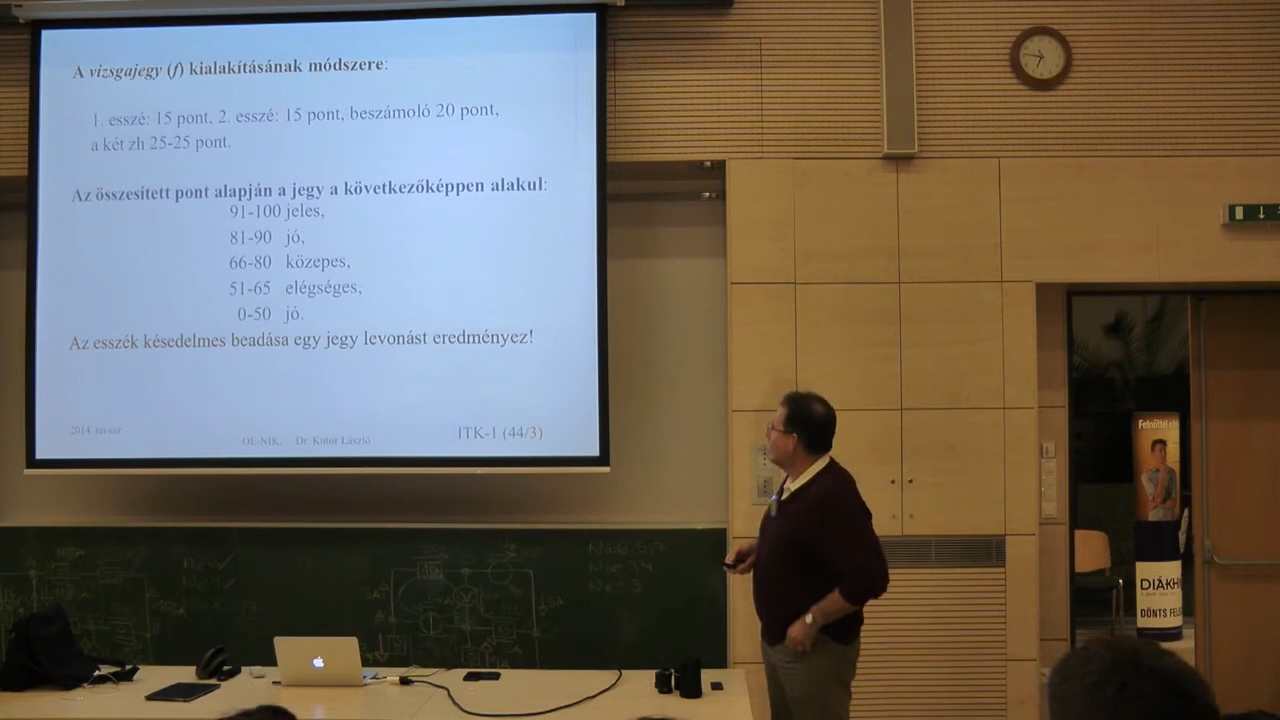 A vizsgajegy (f) kialakításának módszere:
1. esszé: 15 pont, 2. esszé: 15 pont, beszámoló 20 pont,
a két zh 25-25 pont.
Az összesített pont alapján a jegy a következőképpen alakul:
91-100 jeles,
81-90 jó,
66-80 közepes,
51-65 elégséges,
0-50 jó.
Az esszék késedelmes beadása egy jegy levonást eredményez!
2014. tavasz
OE-NIK. Dr. Kutor László
ITK-1 (44/3)
DIÁKH